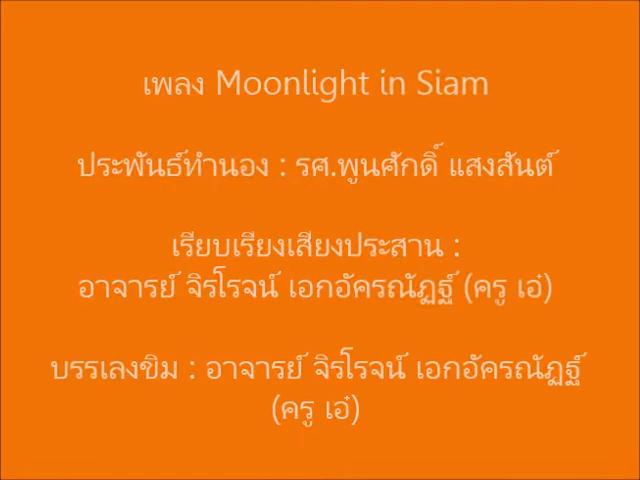 เพลง Moonlight in Siam
ประพันธ์ทำนอง : รศ.พูนศักดิ์ แสงสันต์
เรียบเรียงเสียงประสาน :
อาจารย์ จิรโรจน์ เอกอัครณัฏฐ์ (ครู เอ๋)
บรรเลงขิม : อาจารย์ จิรโรจน์ เอกอัครณัฏฐ์
(ครู เอ๋)